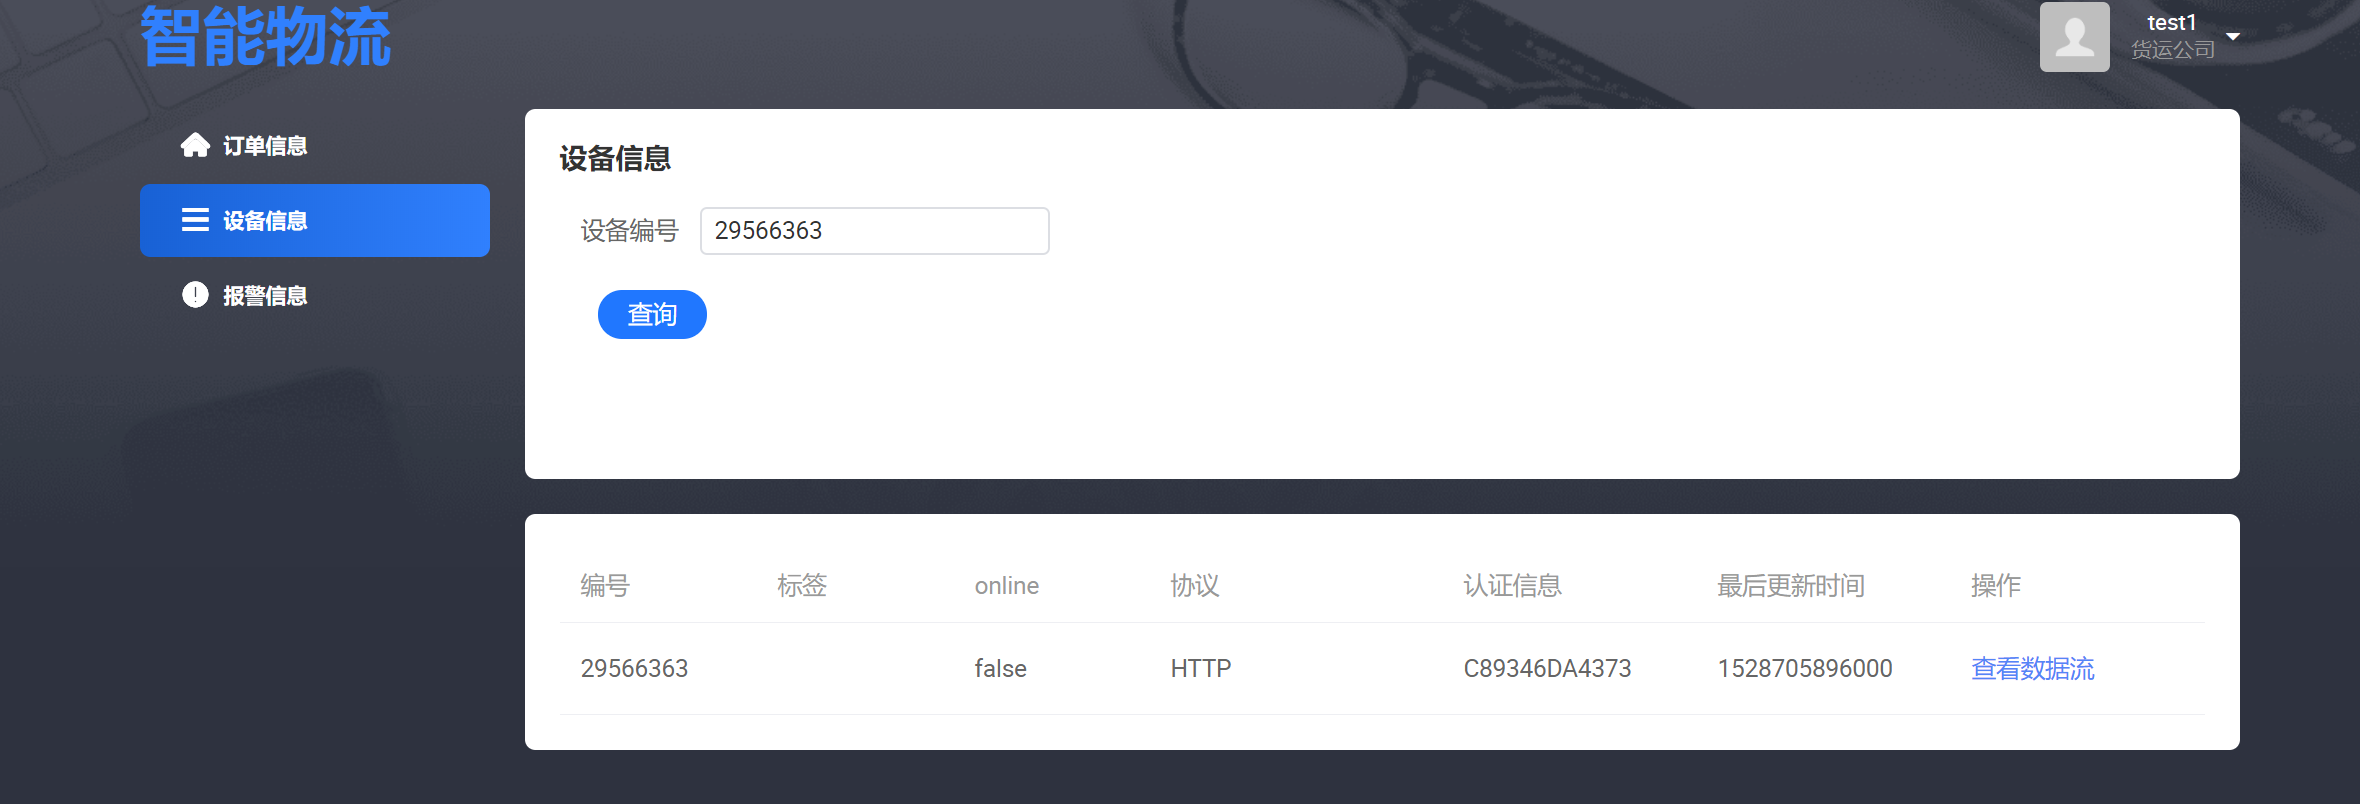 智能物流
test1
货运公司
订单信息
设备信息
报警信息
设备信息
设备编号 29566363
查询
编号 标签 online 协议 认证信息 最后更新时间 操作
29566363 false HTTP C89346DA4373 1528705896000 查看数据流